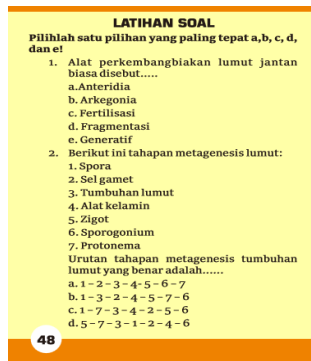 LATIHAN SOAL
Pilihlah satu pilihan yang paling tepat a,b, c, d,
dan e!
1. Alat perkembangbiakan lumut jantan
biasa disebut.....
a.Anteridia
b. Arkegonia
c. Fertilisasi
d. Fragmentasi
e. Generatif
2. Berikut ini tahapan metagenesis lumut:
1. Spora
2. Sel gamet
3. Tumbuhan lumut
4. Alat kelamin
5. Zigot
6. Sporogonium
7. Protonema
Urutan tahapan metagenesis tumbuhan
lumut yang benar adalah......
a. 1 – 2 – 3 – 4- 5 – 6 – 7
b. 1 – 3 – 2 – 4 – 5 – 7 – 6
c. 1 – 7 – 3 – 4 – 2 – 5 – 6
d. 5 – 7 – 3 – 1 – 2 – 4 – 6
48